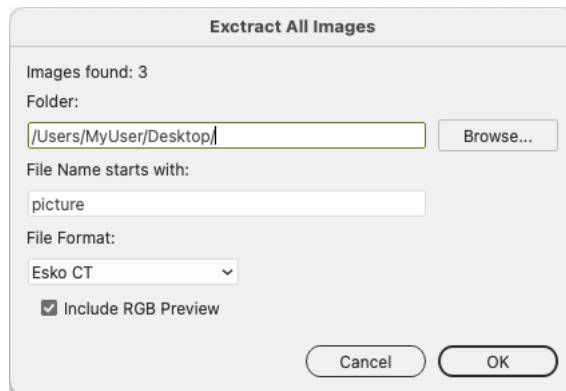 Exctract All Images
Images found: 3
Folder:
/Users/MyUser/Desktop/
Browse...
File Name starts with:
picture
File Format:
Esko CT
Include RGB Preview
Cancel
OK